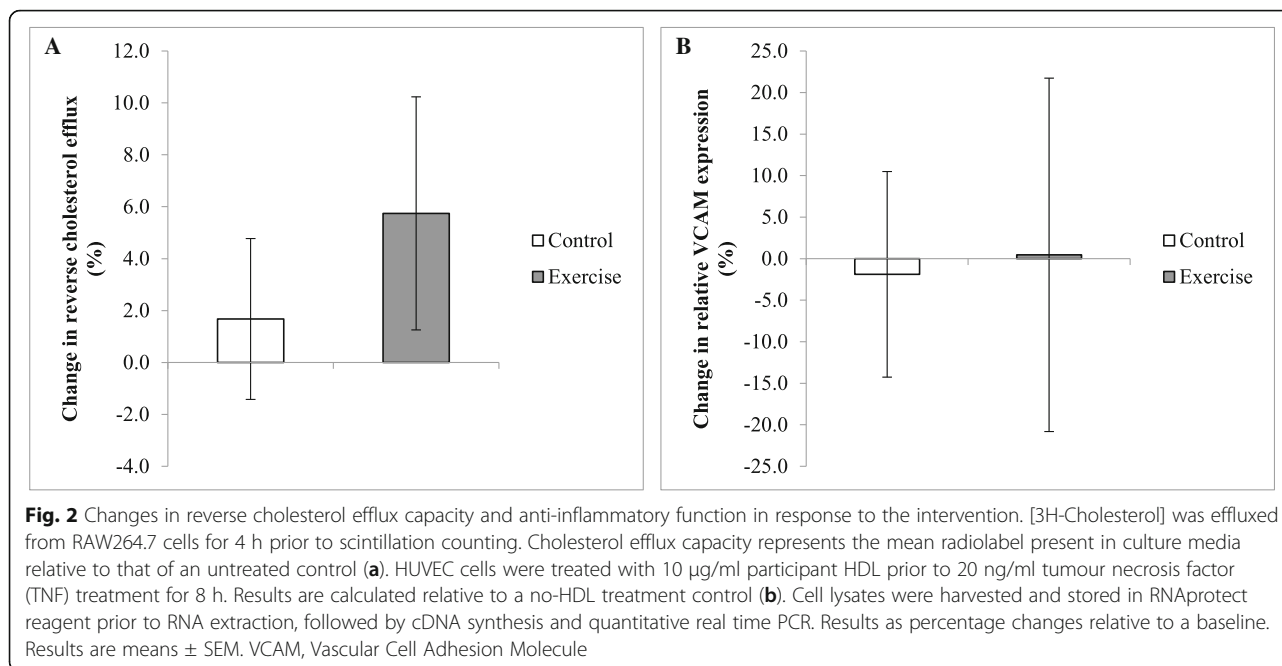 A
Change in reverse cholesterol efflux
(%)
12.0
10.0
8.0
6.0
4.0
2.0
0.0
-2.0
-4.0
Control
Exercise
B
Change in relative VCAM expression
(%)
25.0
20.0
15.0
10.0
5.0
0.0
-5.0
-10.0
-15.0
-20.0
-25.0
Control
Exercise
Fig. 2 Changes in reverse cholesterol efflux capacity and anti-inflammatory function in response to the intervention. [3H-Cholesterol] was effluxed
from RAW264.7 cells for 4 h prior to scintillation counting. Cholesterol efflux capacity represents the mean radiolabel present in culture media
relative to that of an untreated control (a). HUVEC cells were treated with 10 µg/ml participant HDL prior to 20 ng/ml tumour necrosis factor
(TNF) treatment for 8 h. Results are calculated relative to a no-HDL treatment control (b). Cell lysates were harvested and stored in RNAprotect
reagent prior to RNA extraction, followed by cDNA synthesis and quantitative real time PCR. Results as percentage changes relative to a baseline.
Results are means ± SEM. VCAM, Vascular Cell Adhesion Molecule